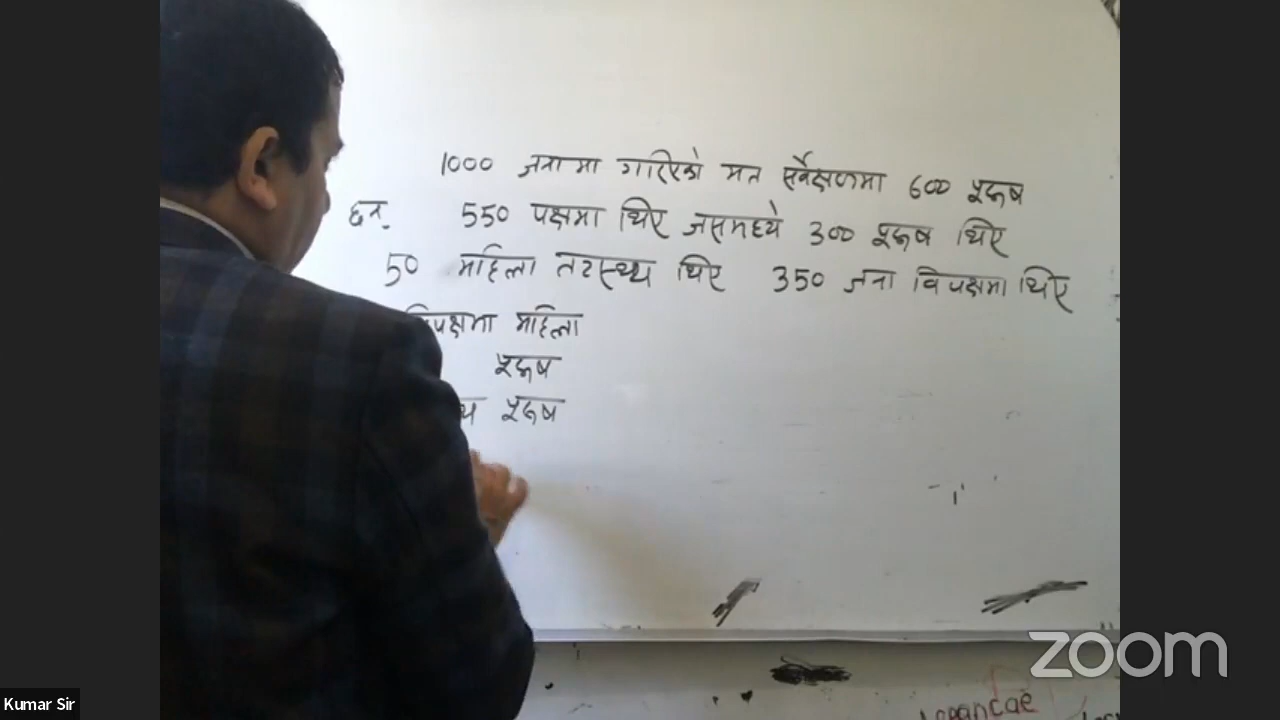 1000 जनामा गरिएको मत सर्वेक्षणमा 600 पुरुष
छन्. 550 पक्षमा थिए जसमध्ये 300 पुरुष थिए
50 महिला तटस्थ थिए 350 जना विपक्षमा थिए
विपक्षमा महिला
पुरुष
पुरुष
zoom
Kumar Sir